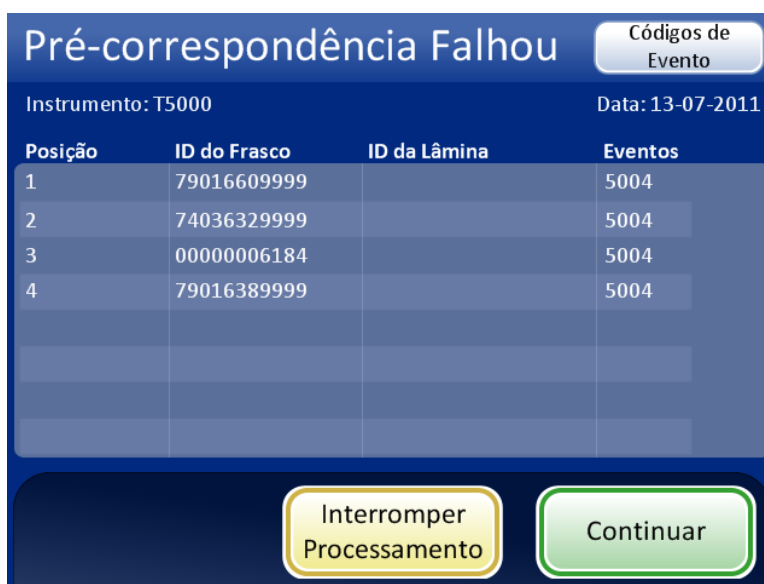 Pré-correspondência Falhou
Códigos de
Evento
Instrumento: T5000 Data: 13-07-2011
Posição ID do Frasco ID da Lâmina Eventos
1 79016609999 5004
2 74036329999 5004
3 00000006184 5004
4 79016389999 5004
Interromper
Processamento
Continuar